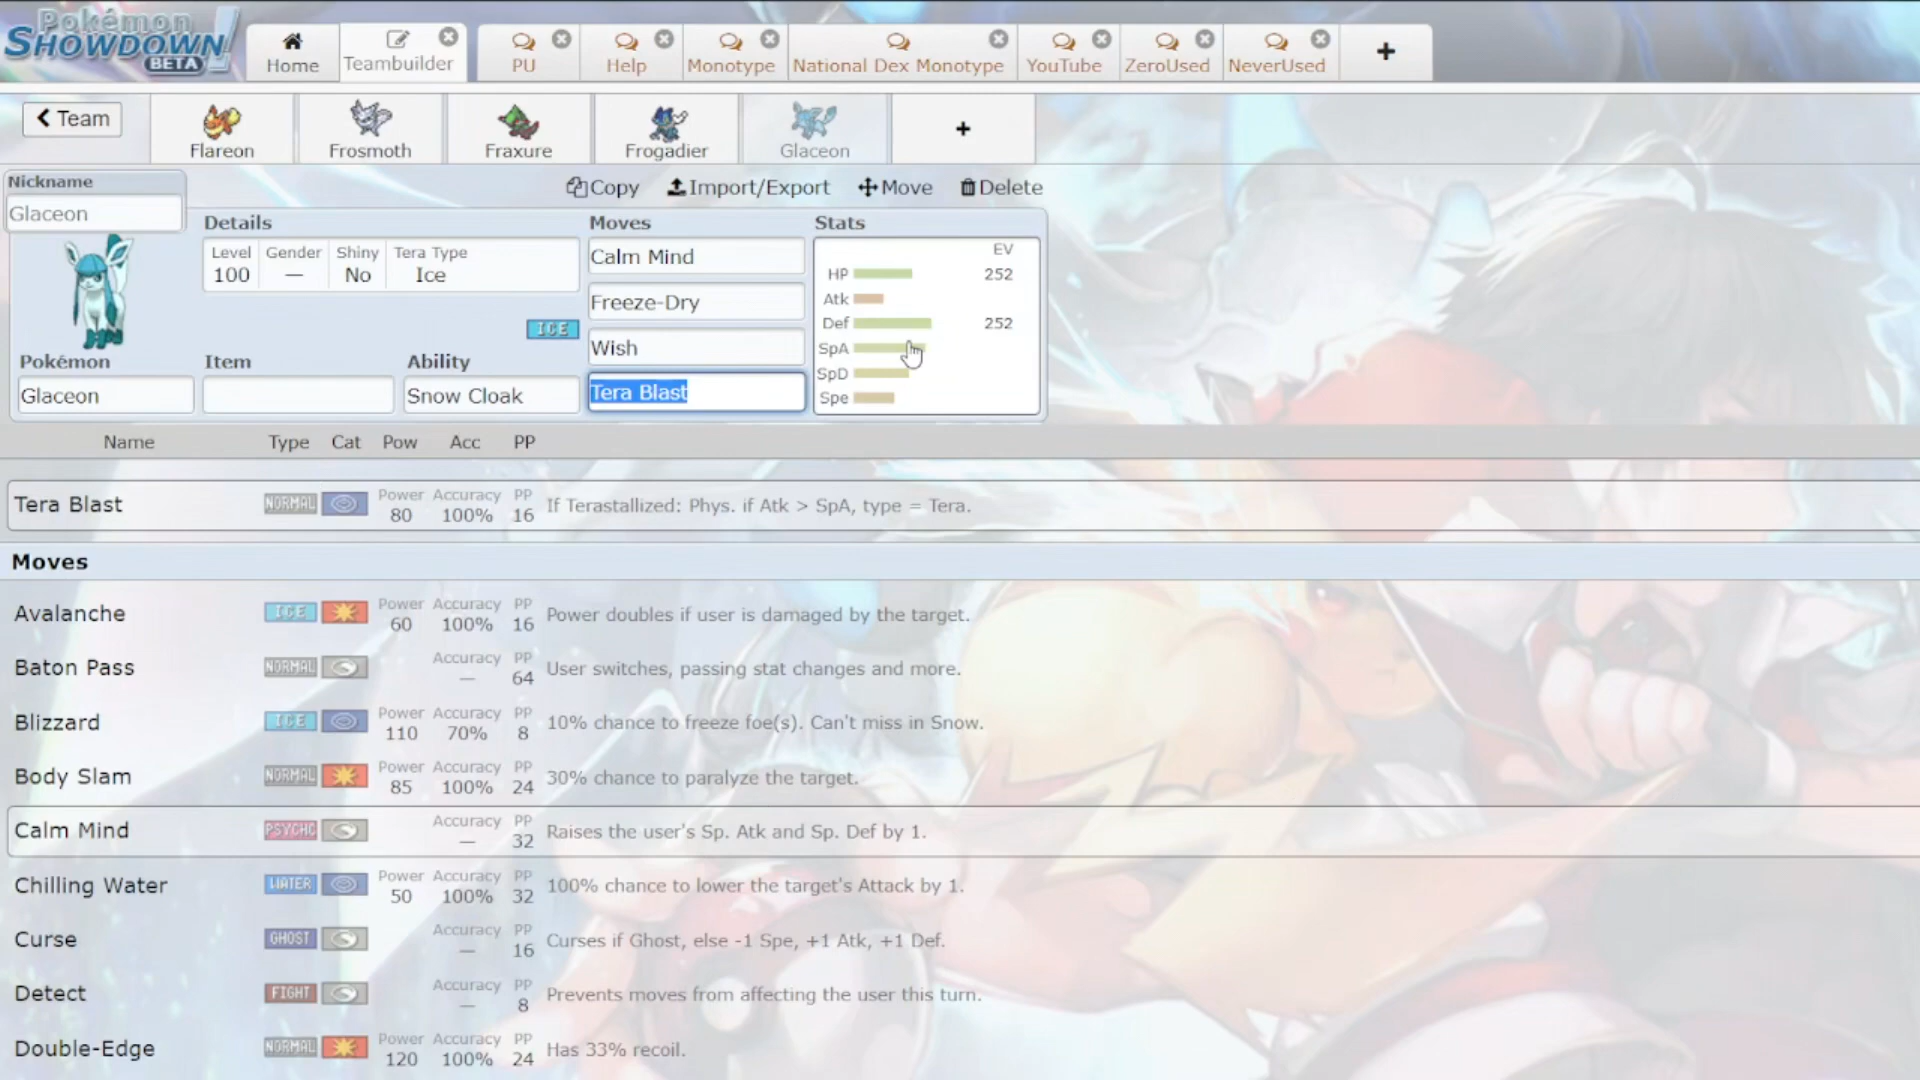 Pokémon
SHOWDOWN!
BETA
Home
Teambuilder
PU
Help
Monotype
National Dex Monotype
YouTube
ZeroUsed
NeverUsed
+
Team
Flareon
Frosmoth
Fraxure
Frogadier
Glaceon
+
Nickname
Glaceon
Copy
Import/Export
Move
Delete
Details
Level
100
Gender
—
Shiny
No
Tera Type
Ice
ICE
Pokémon
Glaceon
Item
Ability
Snow Cloak
Moves
Calm Mind
Freeze-Dry
Wish
Tera Blast
Stats
EV
HP 252
Atk
Def 252
SpA
SpD
Spe
Name Type Cat Pow Acc PP
Tera Blast NORMAL Power 80 Accuracy 100% PP 16 If Terastallized: Phys. if Atk > SpA, type = Tera.
Moves
Avalanche ICE Power 60 Accuracy 100% PP 16 Power doubles if user is damaged by the target.
Baton Pass NORMAL Accuracy — PP 64 User switches, passing stat changes and more.
Blizzard ICE Power 110 Accuracy 70% PP 8 10% chance to freeze foe(s). Can't miss in Snow.
Body Slam NORMAL Power 85 Accuracy 100% PP 24 30% chance to paralyze the target.
Calm Mind PSYCHC Accuracy — PP 32 Raises the user's Sp. Atk and Sp. Def by 1.
Chilling Water WATER Power 50 Accuracy 100% PP 32 100% chance to lower the target's Attack by 1.
Curse GHOST Accuracy — PP 16 Curses if Ghost, else -1 Spe, +1 Atk, +1 Def.
Detect FIGHT Accuracy — PP 8 Prevents moves from affecting the user this turn.
Double-Edge NORMAL Power 120 Accuracy 100% PP 24 Has 33% recoil.